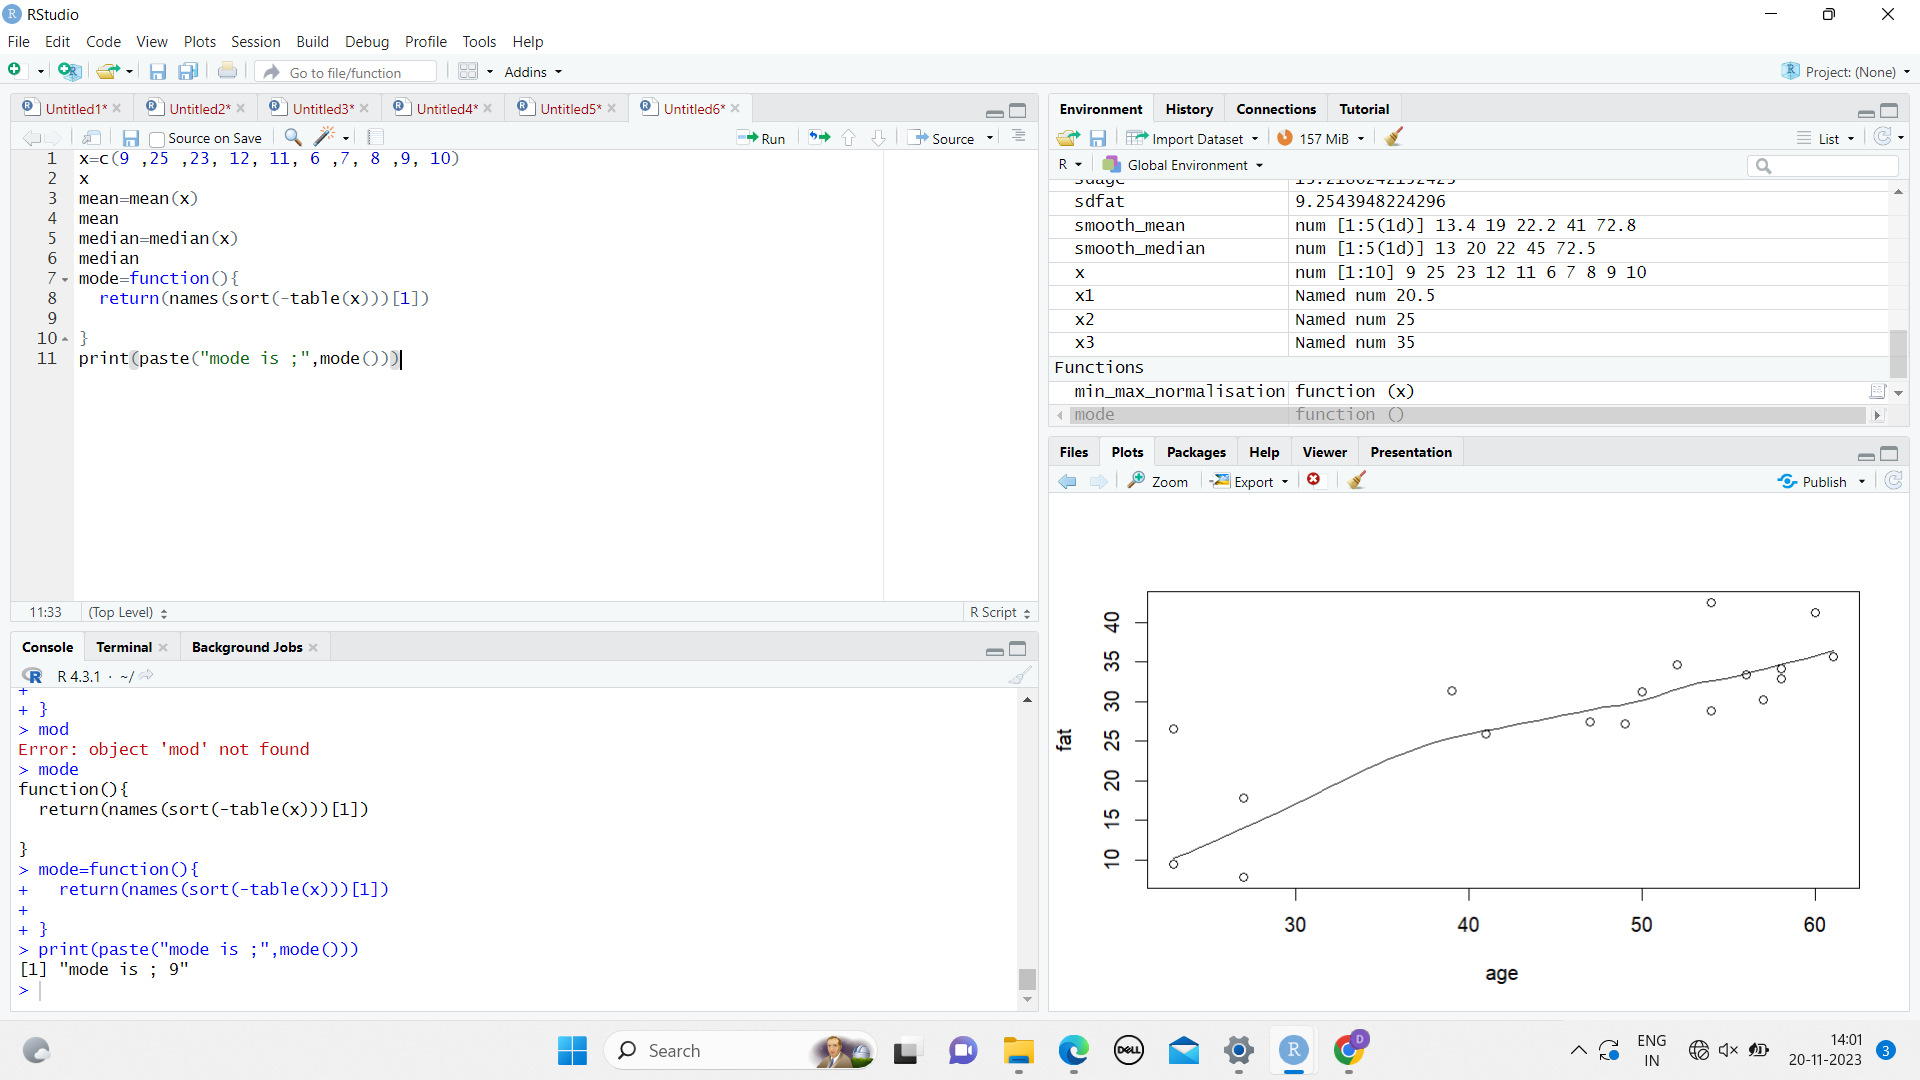 RStudio
File Edit Code View Plots Session Build Debug Profile Tools Help
Go to file/function Addins Project: (None)
Untitled1* Untitled2* Untitled3* Untitled4* Untitled5* Untitled6*
Source on Save Run Source
1 x=c(9 ,25 ,23, 12, 11, 6 ,7, 8 ,9, 10)
2 x
3 mean=mean(x)
4 mean
5 median=median(x)
6 median
7 mode=function(){
8 return(names(sort(-table(x)))[1])
9
10 }
11 print(paste("mode is ;",mode()))
11:33 (Top Level) R Script
Console Terminal Background Jobs
R 4.3.1 · ~/
+
+ }
> mod
Error: object 'mod' not found
> mode
function(){
return(names(sort(-table(x)))[1])
}
> mode=function(){
+ return(names(sort(-table(x)))[1])
+
+ }
> print(paste("mode is ;",mode()))
[1] "mode is ; 9"
>
Environment History Connections Tutorial
Import Dataset 157 MiB List
R Global Environment
sdfat 9.2543948224296
smooth_mean num [1:5(1d)] 13.4 19 22.2 41 72.8
smooth_median num [1:5(1d)] 13 20 22 45 72.5
x num [1:10] 9 25 23 12 11 6 7 8 9 10
x1 Named num 20.5
x2 Named num 25
x3 Named num 35
Functions
min_max_normalisation function (x)
mode function ()
Files Plots Packages Help Viewer Presentation
Zoom Export Publish
fat
40
35
30
25
20
15
10
30 40 50 60
age
Search
DELL
R
D
ENG
IN
14:01
20-11-2023
3